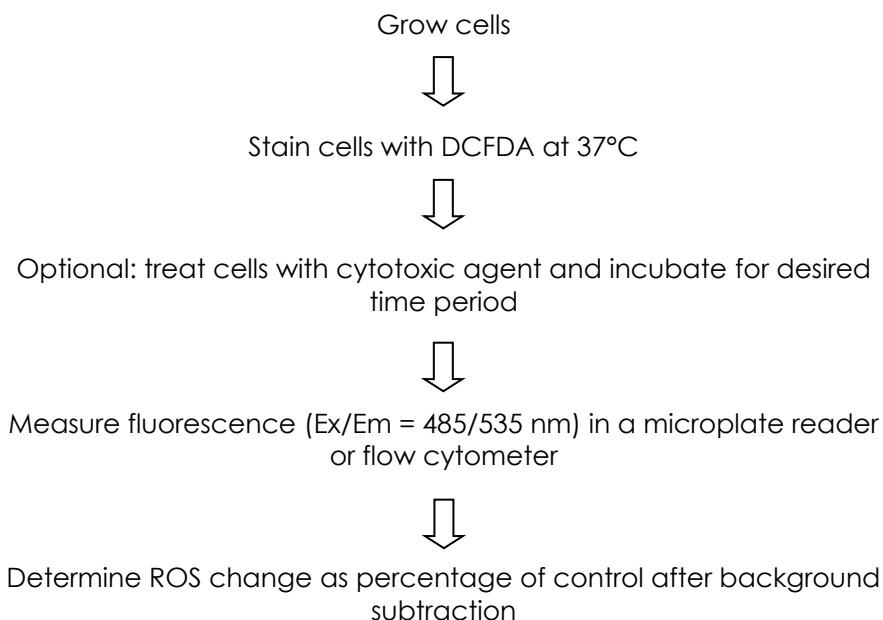 Grow cells
Stain cells with DCFDA at 37°C
Optional: treat cells with cytotoxic agent and incubate for desired
time period
Measure fluorescence (Ex/Em = 485/535 nm) in a microplate reader
or flow cytometer
Determine ROS change as percentage of control after background
subtraction